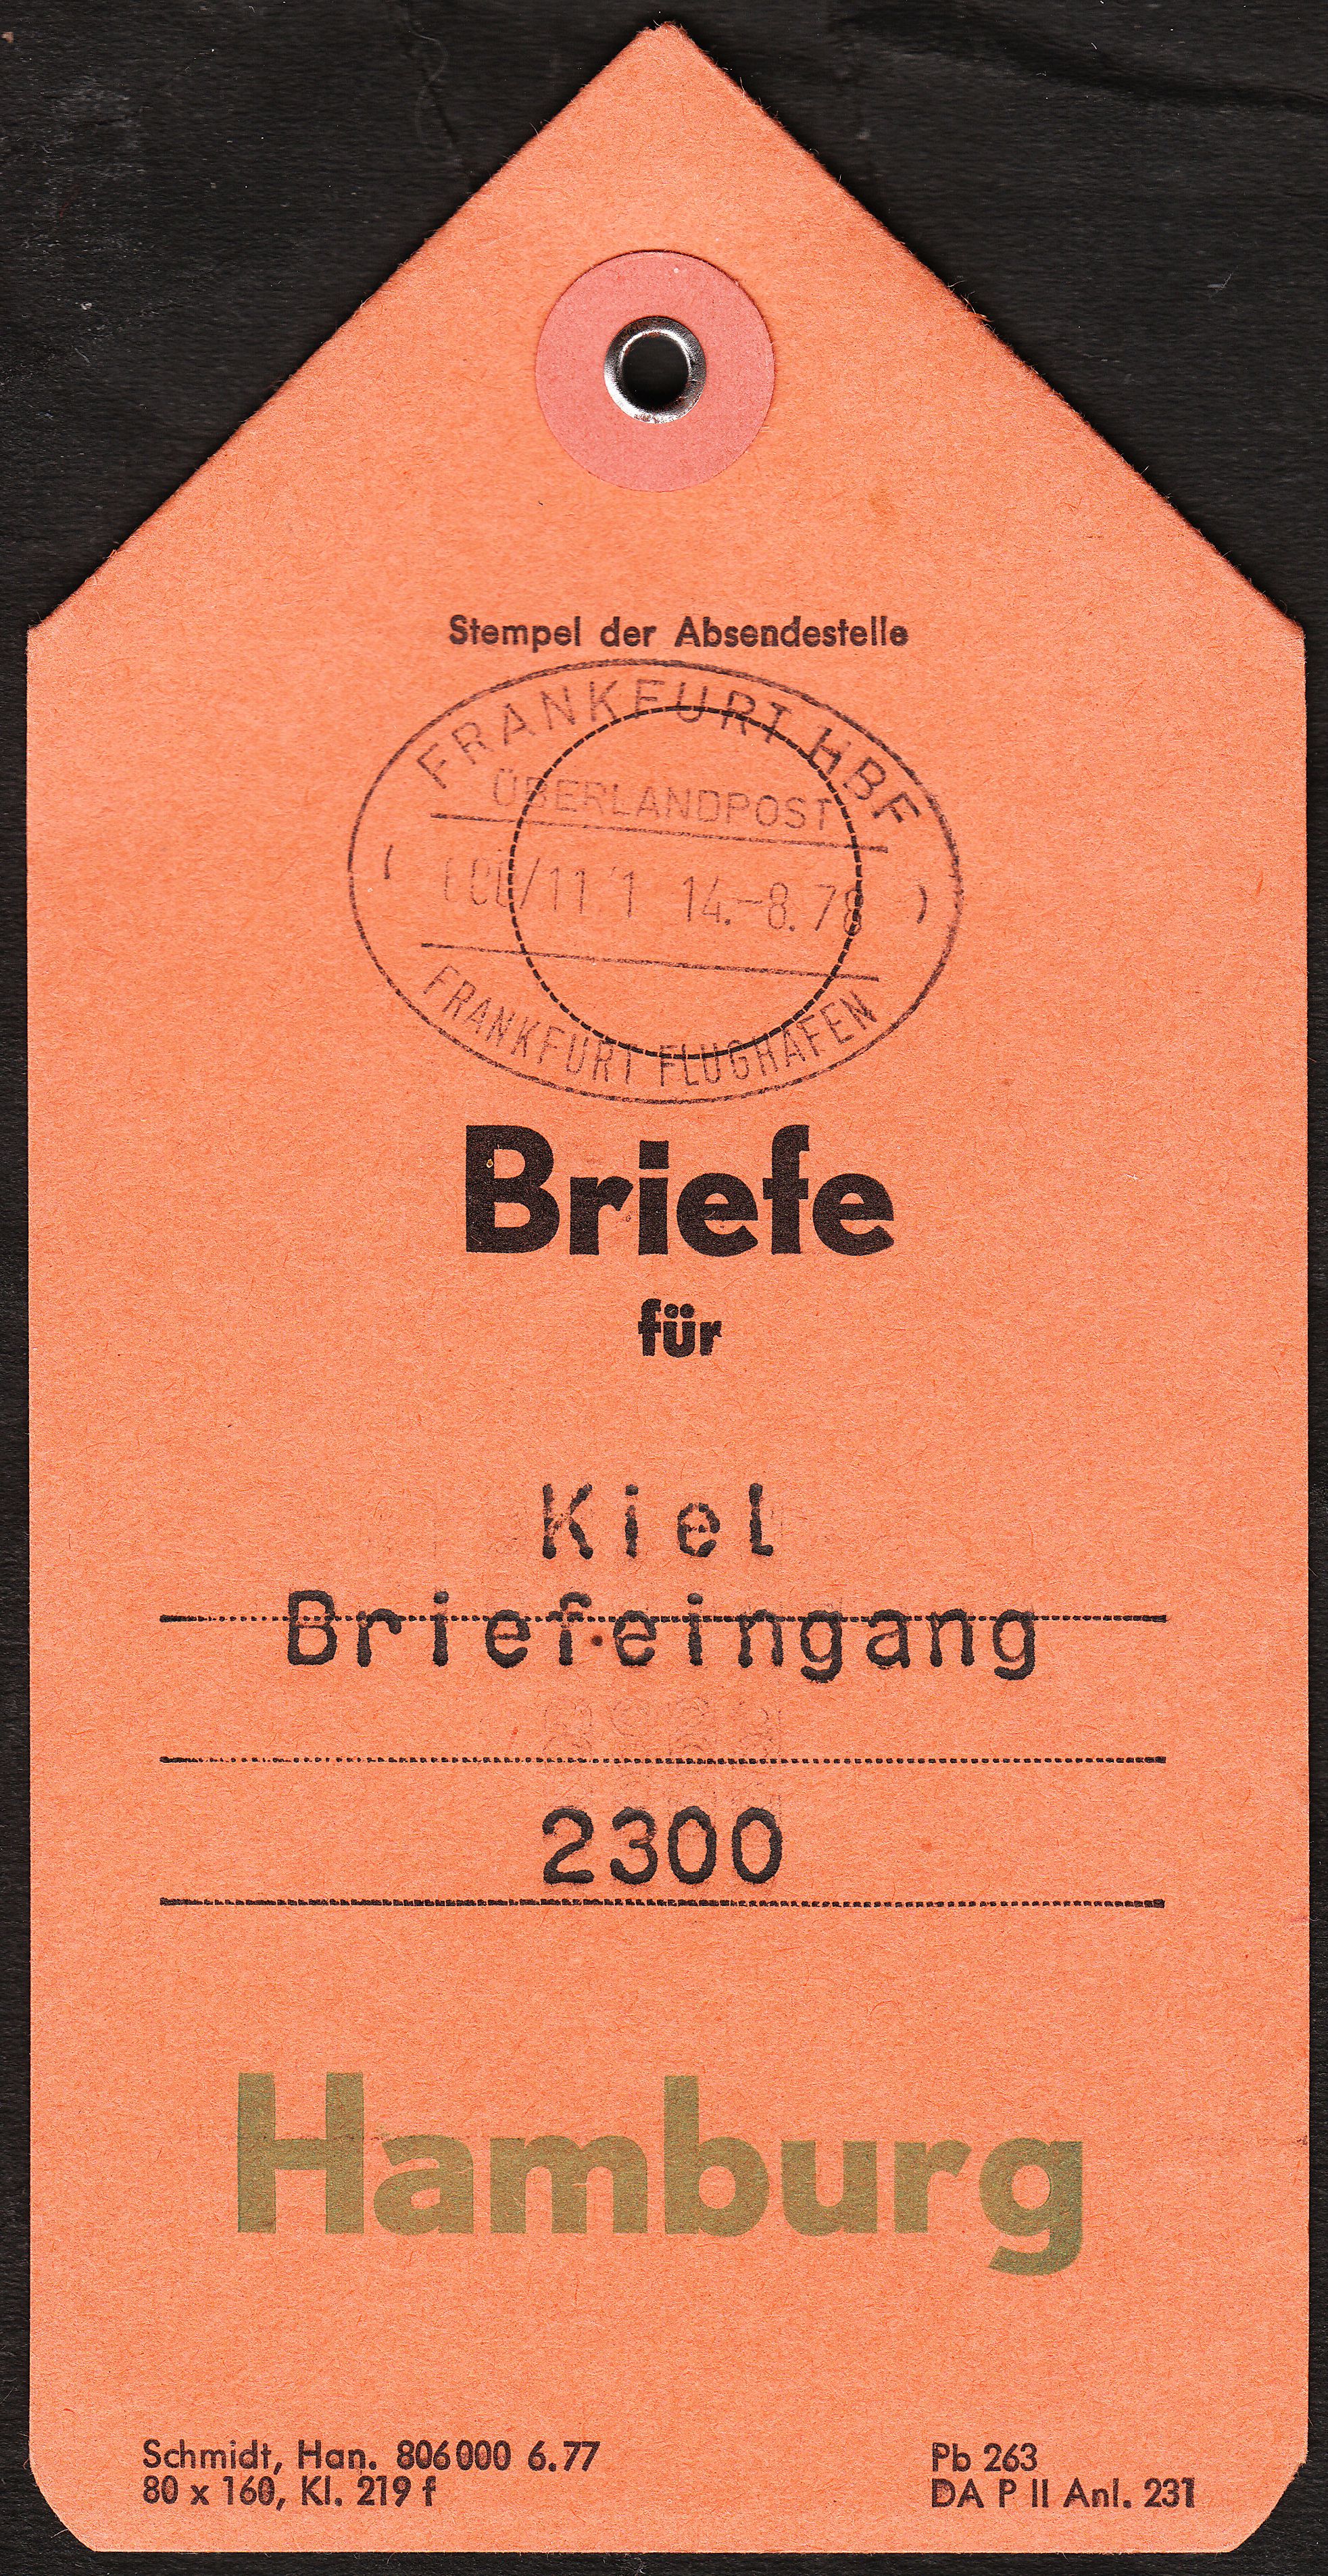 Stempel der Absendestelle
FRANKFURT HBF
ÜBERLANDPOST
14.-8.78
FRANKFURT FLUGHAFEN
Briefe
für
Kiel
Briefeingang
2300
Hamburg
Schmidt, Han. 806000 6.77
80 x 160, Kl. 219 f
Pb 263
DA P II Anl. 231